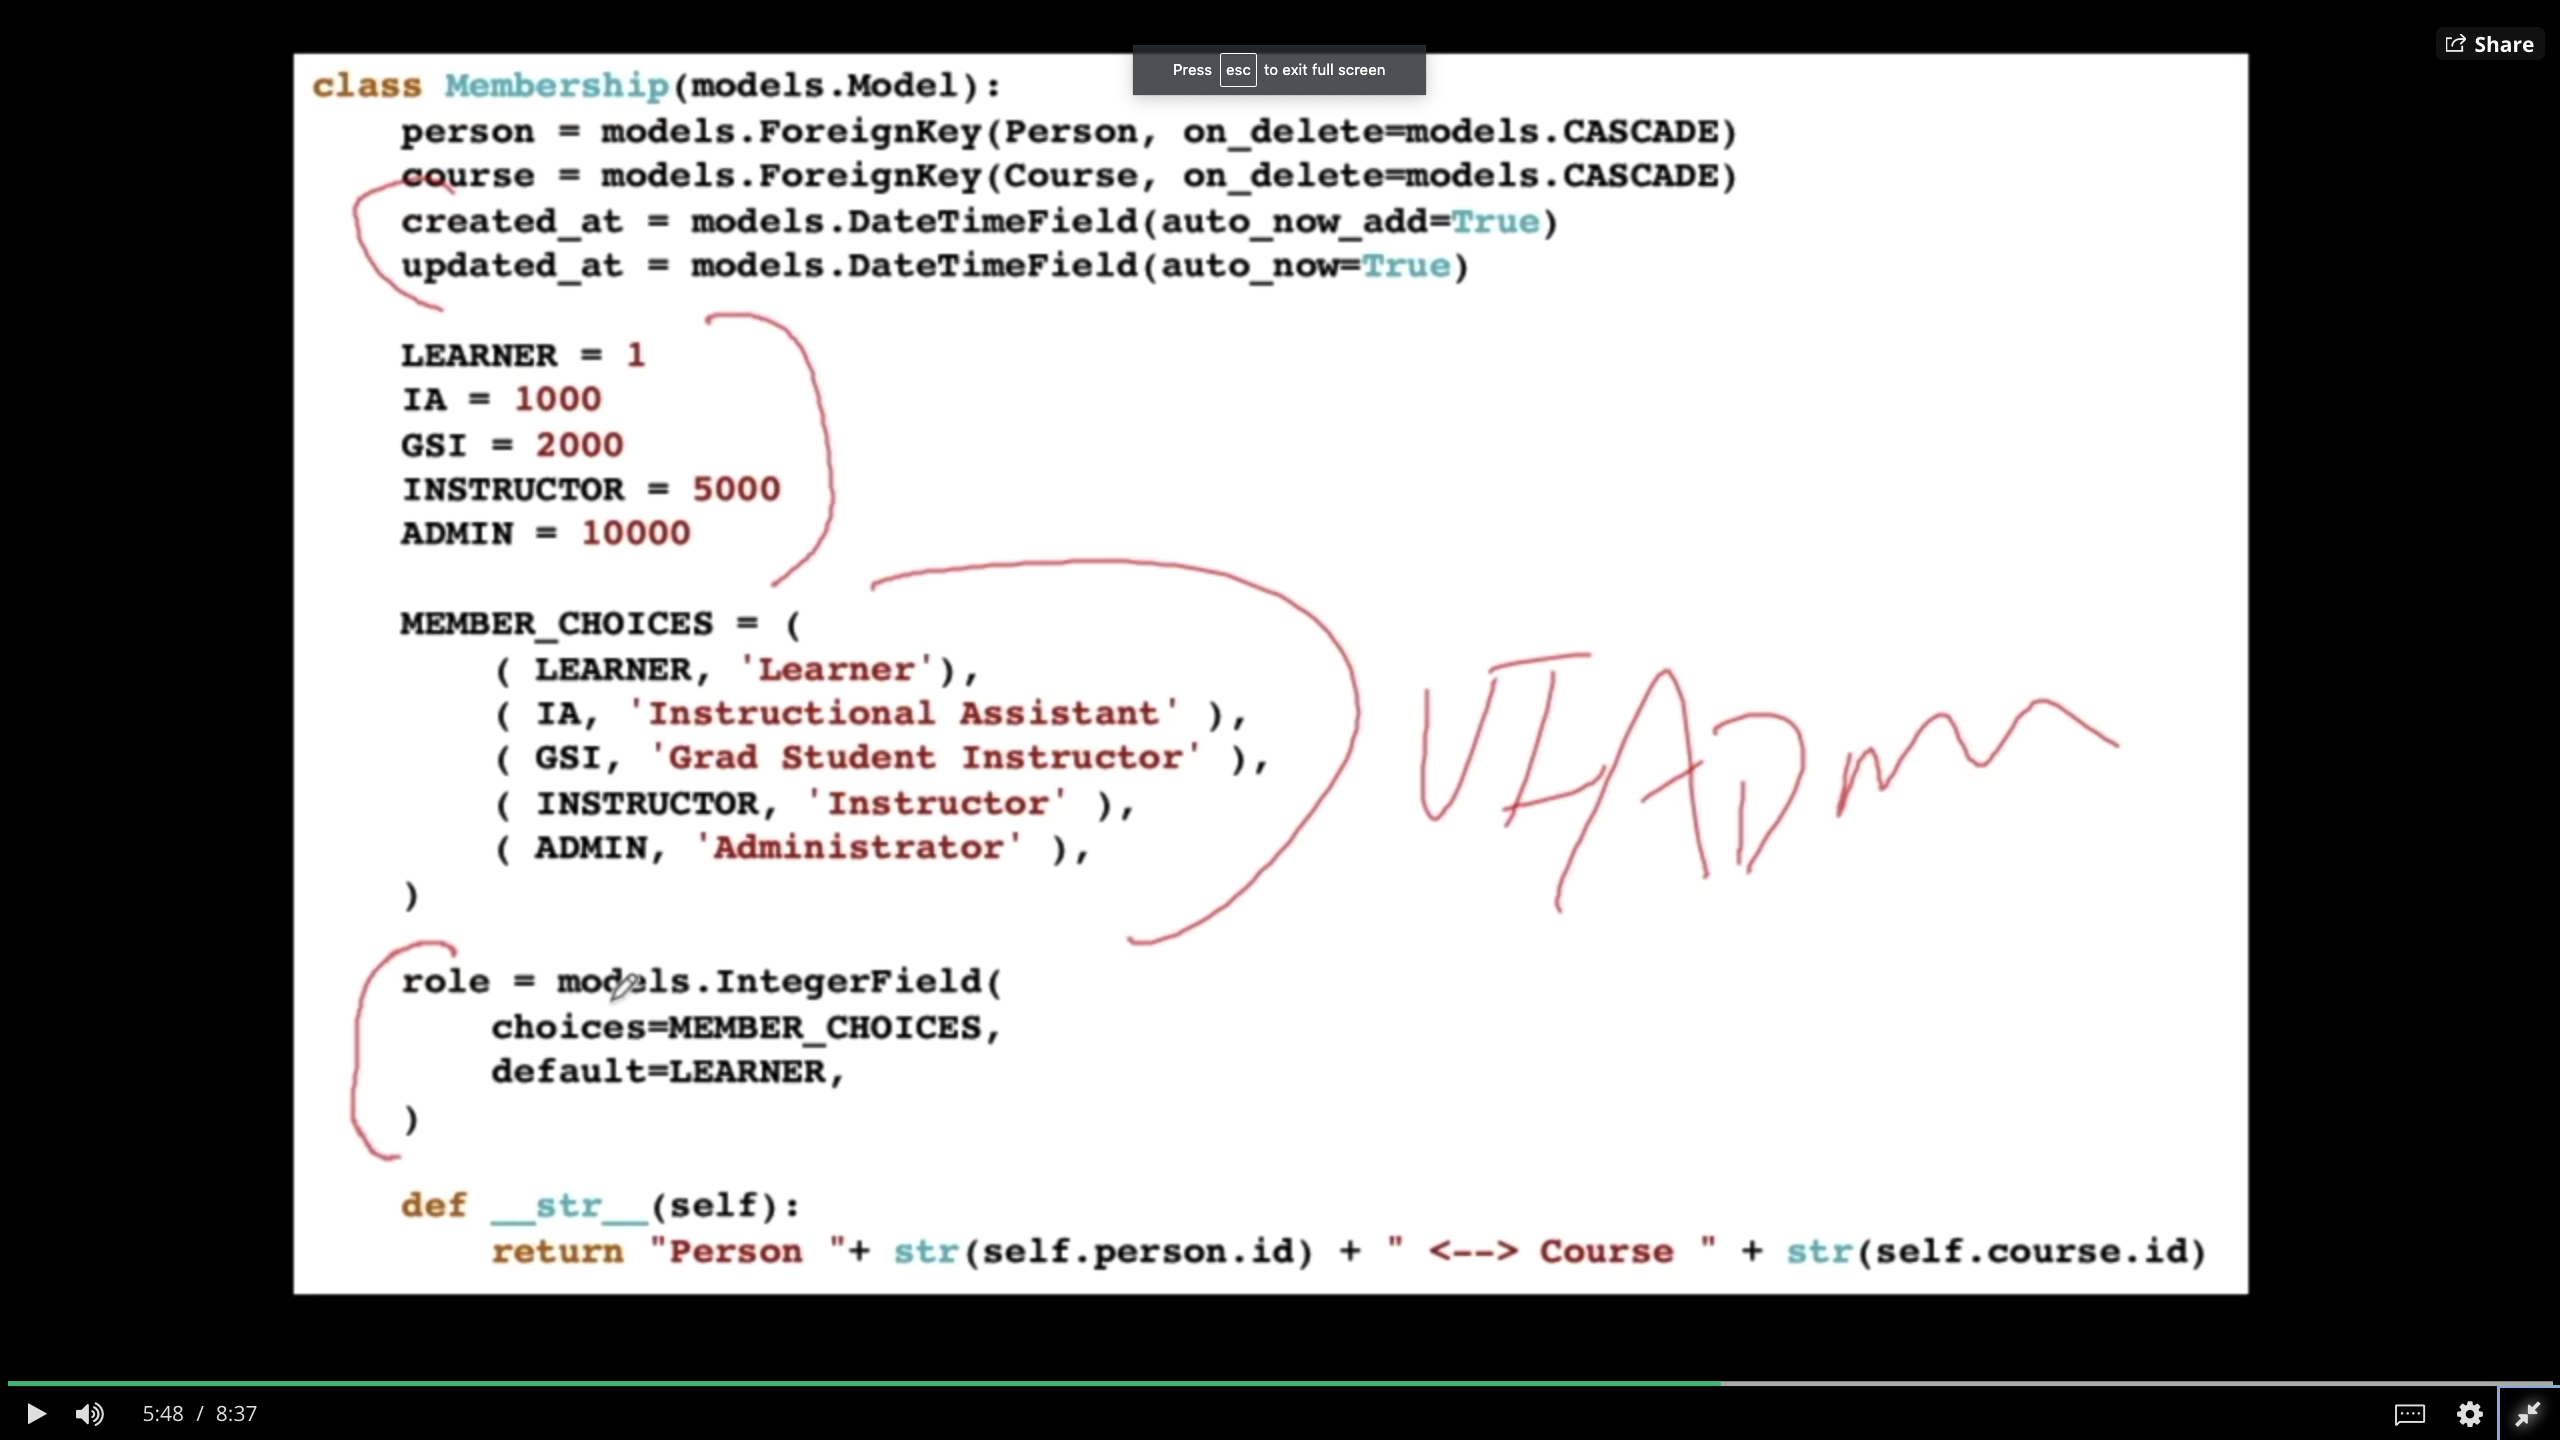 Share
Press esc to exit full screen
class Membership(models.Model):
    person = models.ForeignKey(Person, on_delete=models.CASCADE)
    course = models.ForeignKey(Course, on_delete=models.CASCADE)
    created_at = models.DateTimeField(auto_now_add=True)
    updated_at = models.DateTimeField(auto_now=True)
    LEARNER = 1
    IA = 1000
    GSI = 2000
    INSTRUCTOR = 5000
    ADMIN = 10000
    MEMBER_CHOICES = (
        ( LEARNER, 'Learner'),
        ( IA, 'Instructional Assistant' ),
        ( GSI, 'Grad Student Instructor' ),
        ( INSTRUCTOR, 'Instructor' ),
        ( ADMIN, 'Administrator' ),
    )
    role = models.IntegerField(
        choices=MEMBER_CHOICES,
        default=LEARNER,
    )
    def __str__(self):
        return "Person "+ str(self.person.id) + " <--> Course " + str(self.course.id)
5:48 / 8:37